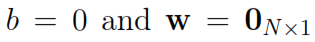 b = 0 and w = 0_{N×1}